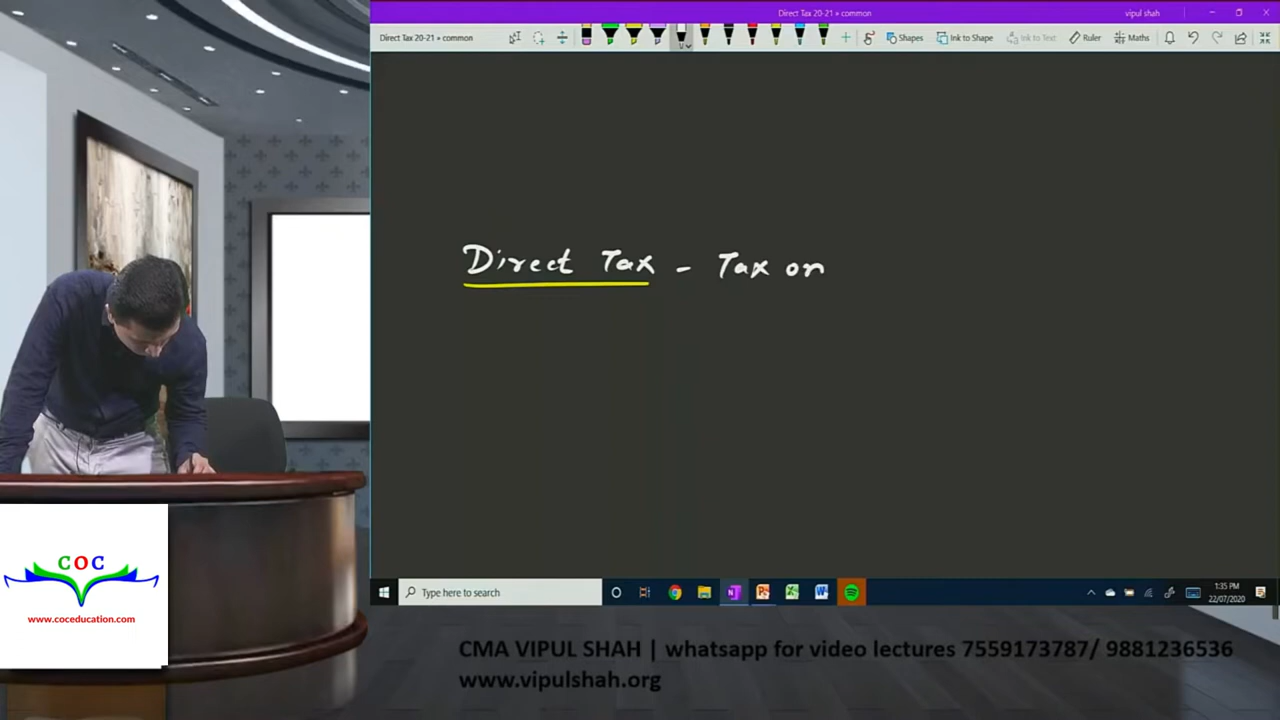 Direct Tax 20-21 » common
vipul shah
Direct Tax 20-21 » common
Shapes
Ink to Shape
Ink to Text
Ruler
Maths
Direct Tax - Tax on
COC
www.coceducation.com
Type here to search
1:35 PM
22/07/2020
CMA VIPUL SHAH | whatsapp for video lectures 7559173787/ 9881236536
www.vipulshah.org